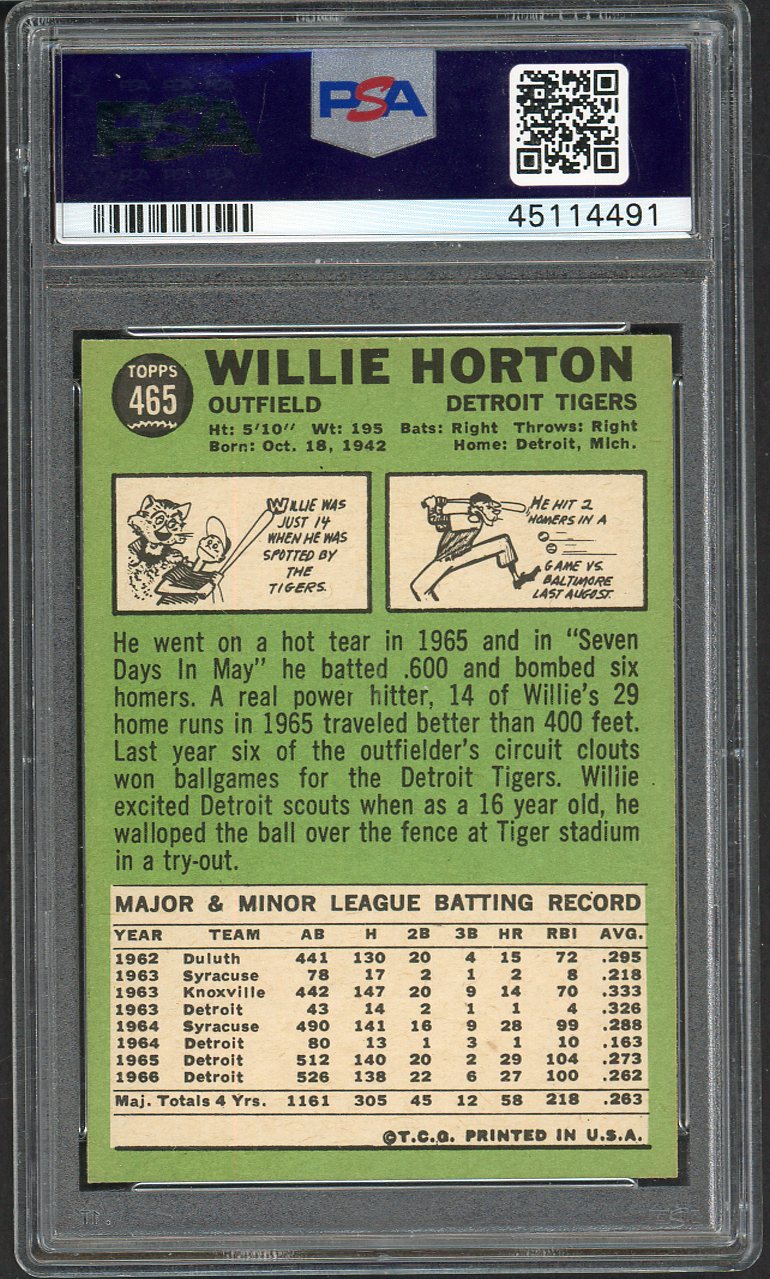 PSA
PSA
45114491
TOPPS
465
WILLIE HORTON
OUTFIELD DETROIT TIGERS
Ht: 5'10" Wt: 195 Bats: Right Throws: Right
Born: Oct. 18, 1942 Home: Detroit, Mich.
WILLIE WAS
JUST 14
WHEN HE WAS
SPOTTED BY
THE
TIGERS.
HE HIT 2
HOMERS IN A
GAME VS.
BALTIMORE
LAST AUGUST.
He went on a hot tear in 1965 and in "Seven
Days In May" he batted .600 and bombed six
homers. A real power hitter, 14 of Willie's 29
home runs in 1965 traveled better than 400 feet.
Last year six of the outfielder's circuit clouts
won ballgames for the Detroit Tigers. Willie
excited Detroit scouts when as a 16 year old, he
walloped the ball over the fence at Tiger stadium
in a try-out.
MAJOR & MINOR LEAGUE BATTING RECORD
YEAR TEAM AB H 2B 3B HR RBI AVG.
1962 Duluth 441 130 20 4 15 72 .295
1963 Syracuse 78 17 2 1 2 8 .218
1963 Knoxville 442 147 20 9 14 70 .333
1963 Detroit 43 14 2 1 1 4 .326
1964 Syracuse 490 141 16 9 28 99 .288
1964 Detroit 80 13 1 3 1 10 .163
1965 Detroit 512 140 20 2 29 104 .273
1966 Detroit 526 138 22 6 27 100 .262
Maj. Totals 4 Yrs. 1161 305 45 12 58 218 .263
©T.C.G. PRINTED IN U.S.A.